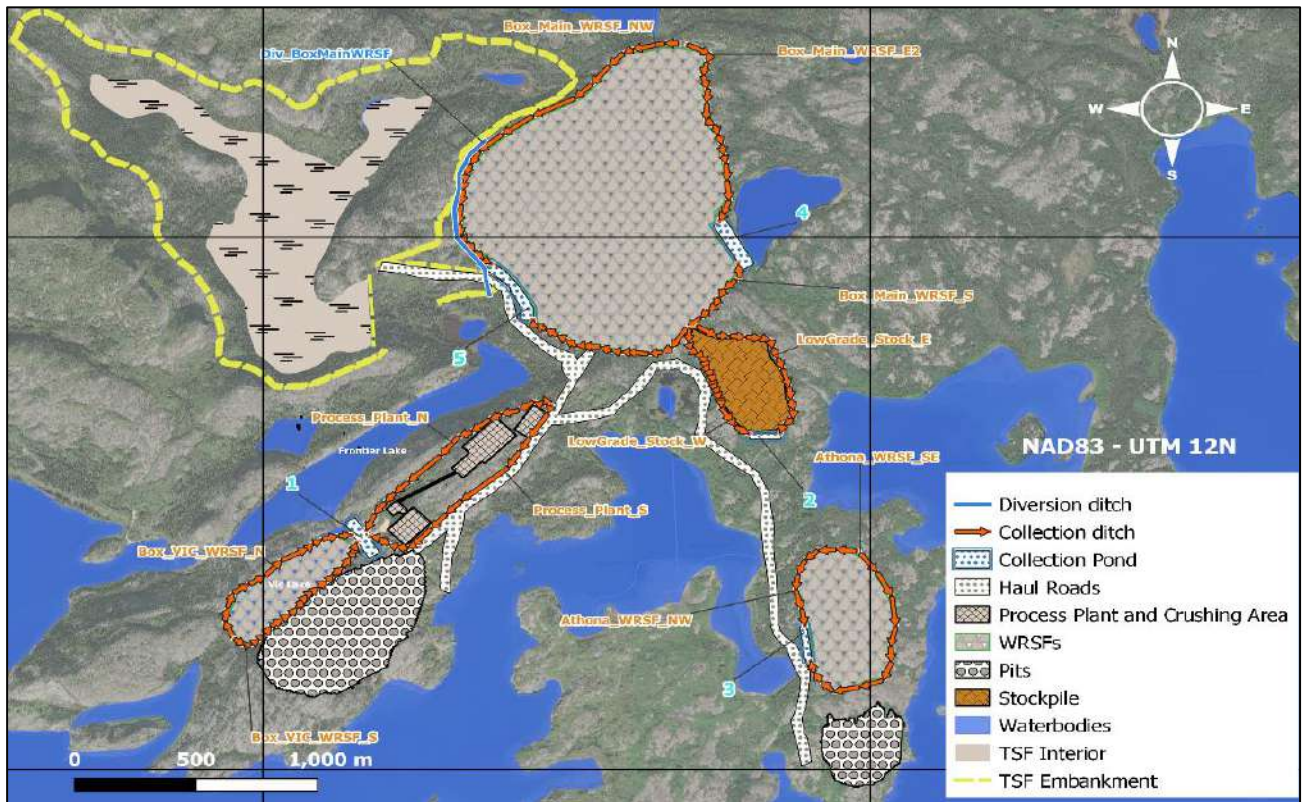 Box_Main_WRSF_NW
Div_BoxMainWRSF
Box_Main_WRSF_E2
N
W
E
S
4
Box_Main_WRSF_S
5
LowGrade_Stock_E
Process_Plant_N
Frontier Lake
LowGrade_Stock_W
Athona_WRSF_SE
NAD83 - UTM 12N
1
2
Process_Plant_S
Box_VIC_WRSF_N
Vic Lake
Athona_WRSF_NW
3
Box_VIC_WRSF_S
0
500
1,000 m
Diversion ditch
Collection ditch
Collection Pond
Haul Roads
Process Plant and Crushing Area
WRSFs
Pits
Stockpile
Waterbodies
TSF Interior
TSF Embankment